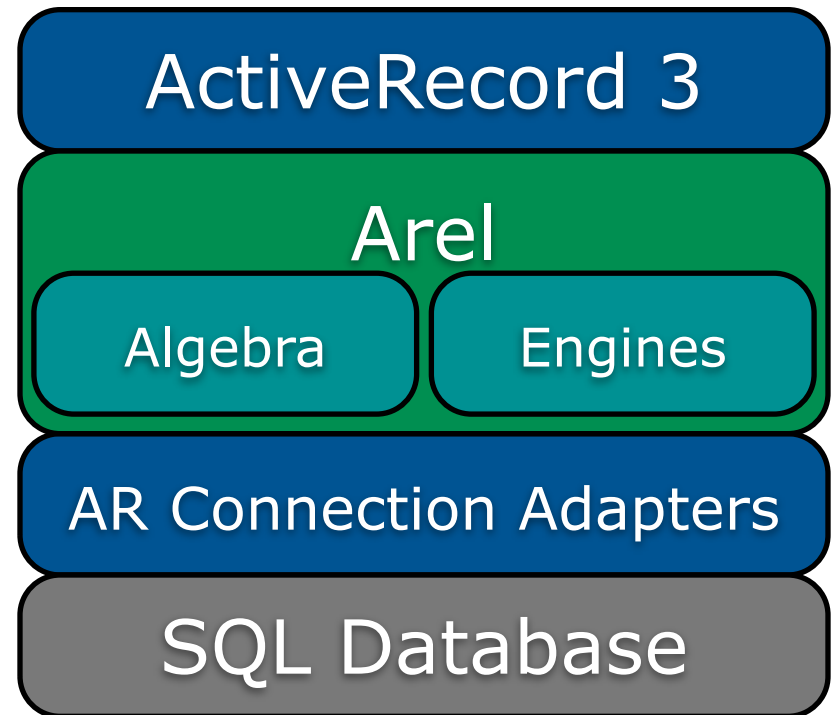 ActiveRecord 3
Arel
Algebra
Engines
AR Connection Adapters
SQL Database